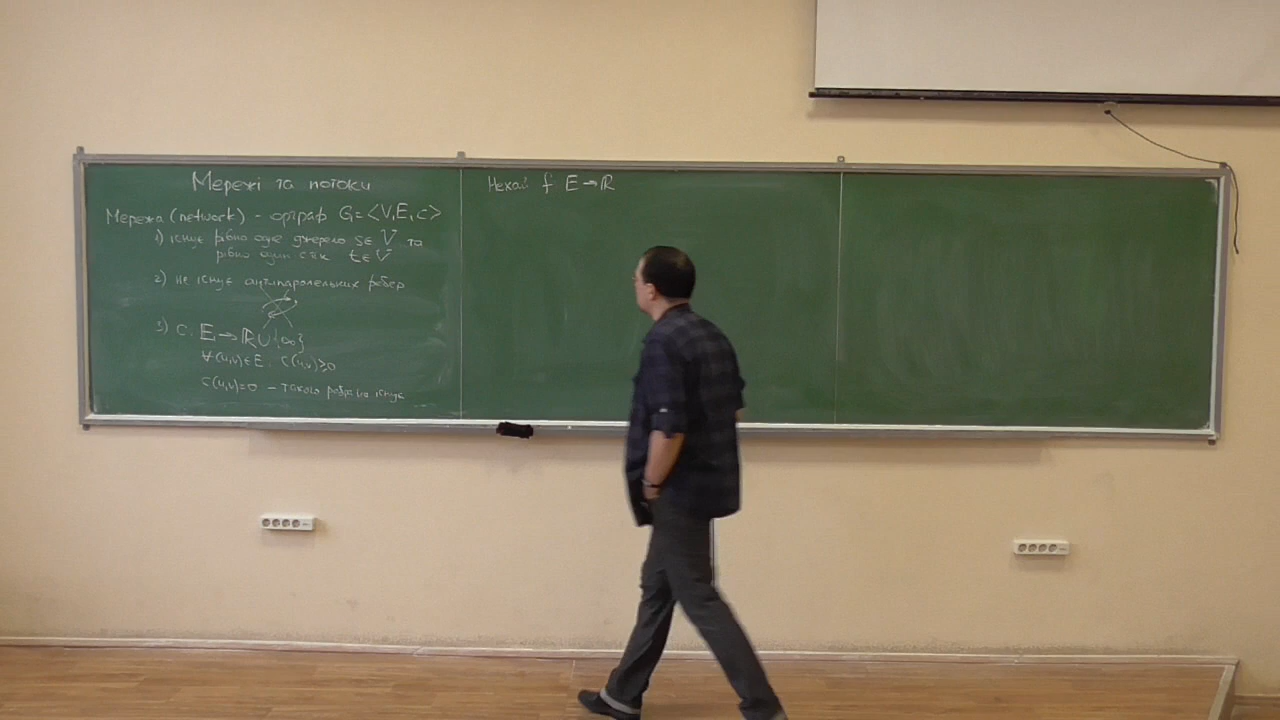 Мережі та потоки
Мережа (network) - орграф G = <V, E, c>
1) існує рівно одне джерело s ∈ V та
рівно один стік t ∈ V
2) не існує антипаралельних ребер
3) c: E → ℝ ∪ {∞}
∀(u,v) ∈ E: c(u,v) ≥ 0
c(u,v) = 0 - такого ребра не існує
Нехай f: E → ℝ